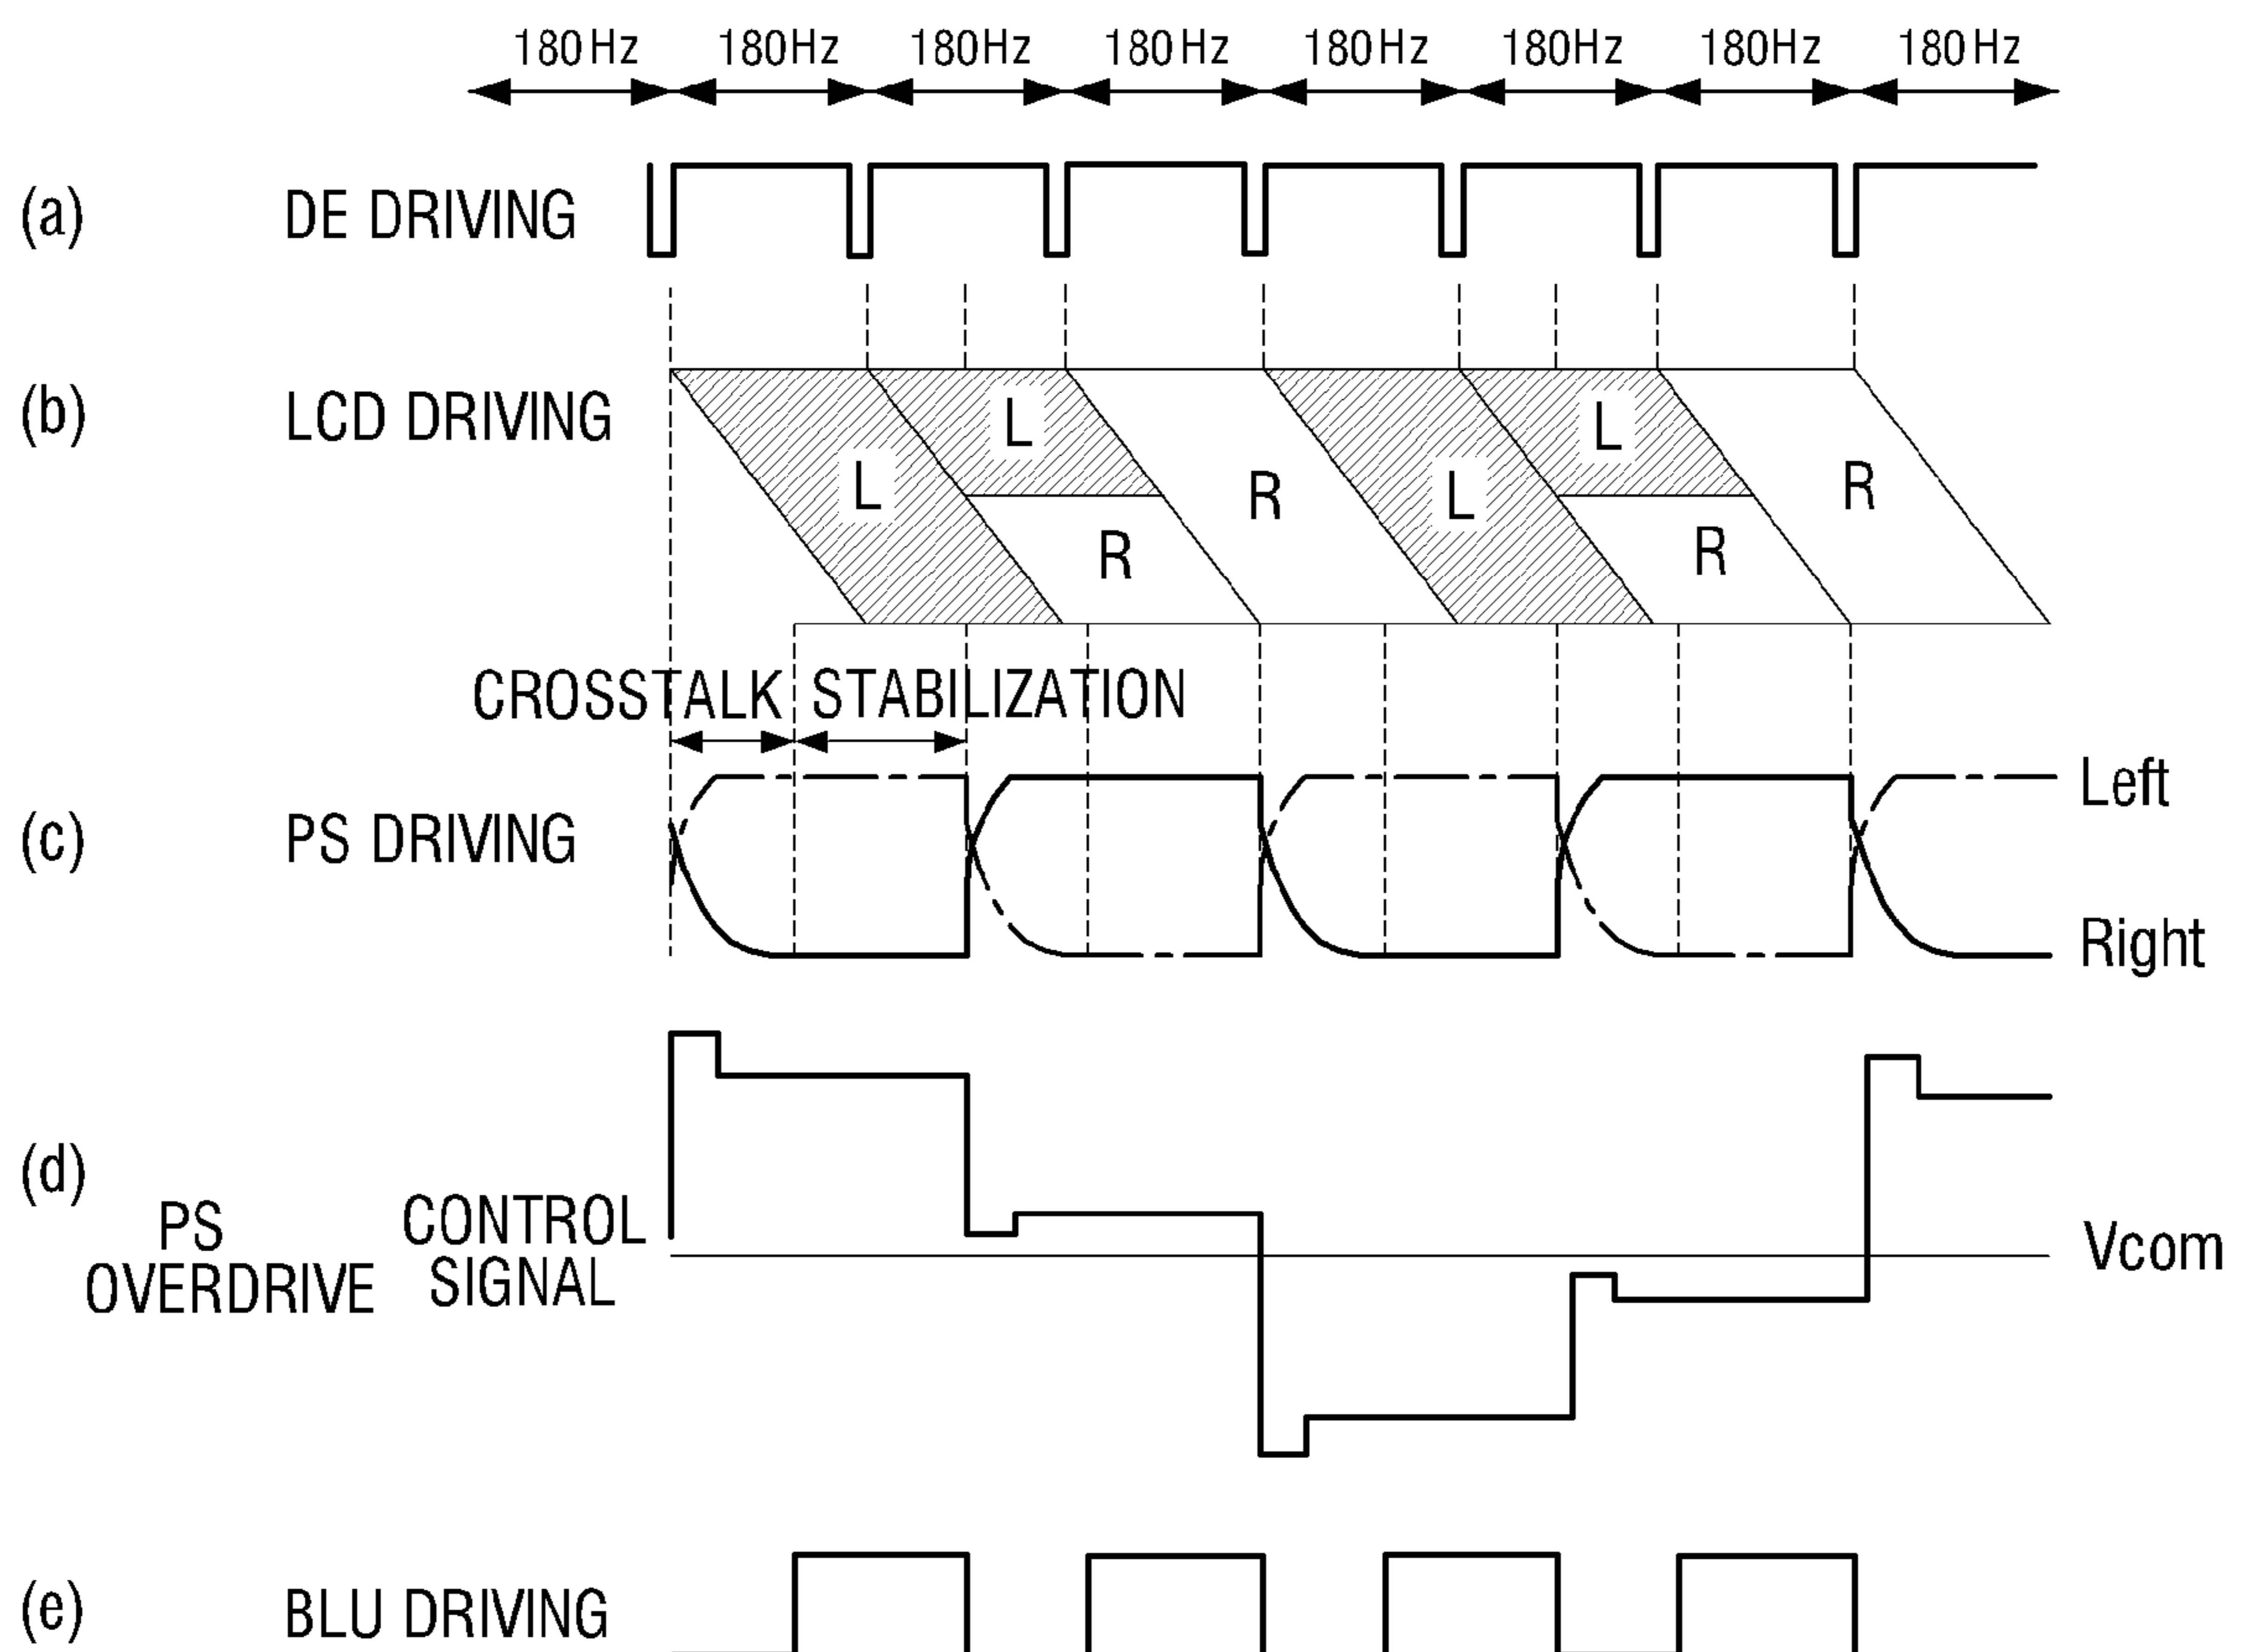 180Hz 180Hz 180Hz 180Hz 180Hz 180Hz 180Hz 180Hz
(a) DE DRIVING
(b) LCD DRIVING
L L R R L L R R
CROSSTALK STABILIZATION
(c) PS DRIVING
Left
Right
(d)
PS OVERDRIVE
CONTROL SIGNAL
Vcom
(e) BLU DRIVING